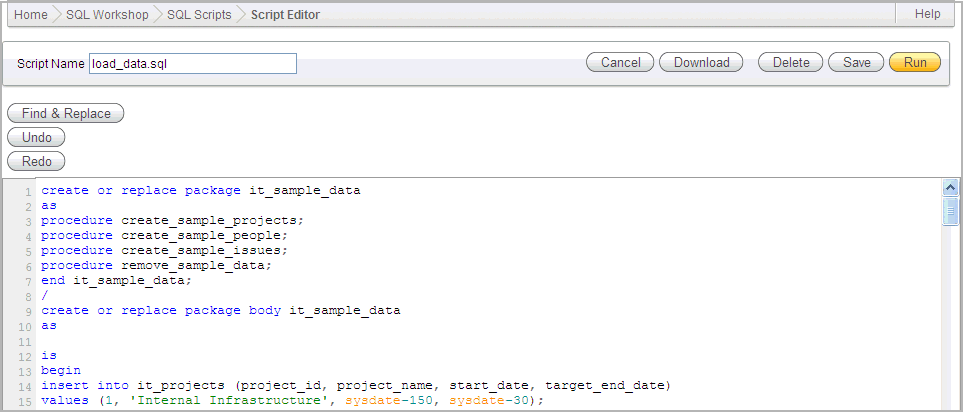 Home SQL Workshop SQL Scripts Script Editor Help
Script Name load_data.sql Cancel Download Delete Save Run
Find & Replace
Undo
Redo
1 create or replace package it_sample_data
2 as
3 procedure create_sample_projects;
4 procedure create_sample_people;
5 procedure create_sample_issues;
6 procedure remove_sample_data;
7 end it_sample_data;
8 /
9 create or replace package body it_sample_data
10 as
11
12 is
13 begin
14 insert into it_projects (project_id, project_name, start_date, target_end_date)
15 values (1, 'Internal Infrastructure', sysdate-150, sysdate-30);